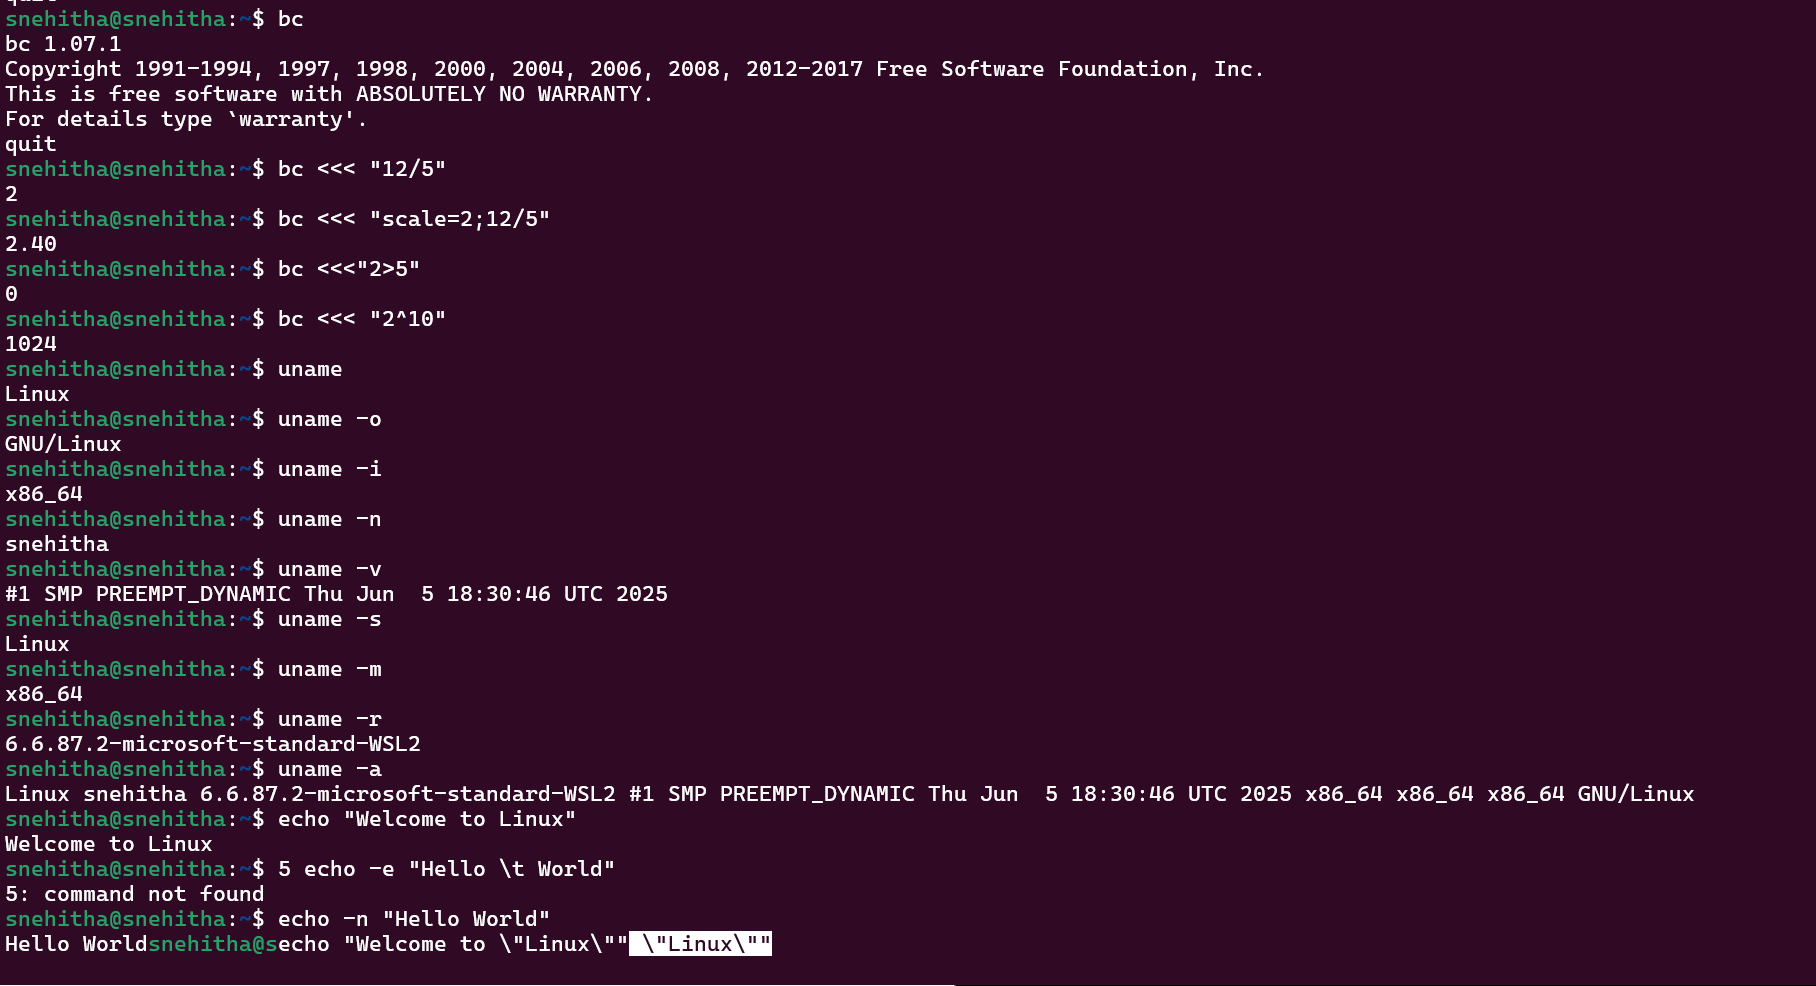 snehitha@snehitha:~$ bc
bc 1.07.1
Copyright 1991-1994, 1997, 1998, 2000, 2004, 2006, 2008, 2012-2017 Free Software Foundation, Inc.
This is free software with ABSOLUTELY NO WARRANTY.
For details type `warranty'.
quit
snehitha@snehitha:~$ bc <<< "12/5"
2
snehitha@snehitha:~$ bc <<< "scale=2;12/5"
2.40
snehitha@snehitha:~$ bc <<<"2>5"
0
snehitha@snehitha:~$ bc <<< "2^10"
1024
snehitha@snehitha:~$ uname
Linux
snehitha@snehitha:~$ uname -o
GNU/Linux
snehitha@snehitha:~$ uname -i
x86_64
snehitha@snehitha:~$ uname -n
snehitha
snehitha@snehitha:~$ uname -v
#1 SMP PREEMPT_DYNAMIC Thu Jun  5 18:30:46 UTC 2025
snehitha@snehitha:~$ uname -s
Linux
snehitha@snehitha:~$ uname -m
x86_64
snehitha@snehitha:~$ uname -r
6.6.87.2-microsoft-standard-WSL2
snehitha@snehitha:~$ uname -a
Linux snehitha 6.6.87.2-microsoft-standard-WSL2 #1 SMP PREEMPT_DYNAMIC Thu Jun  5 18:30:46 UTC 2025 x86_64 x86_64 x86_64 GNU/Linux
snehitha@snehitha:~$ echo "Welcome to Linux"
Welcome to Linux
snehitha@snehitha:~$ 5 echo -e "Hello \t World"
5: command not found
snehitha@snehitha:~$ echo -n "Hello World"
Hello Worldsnehitha@secho "Welcome to \"Linux\"" \"Linux\""